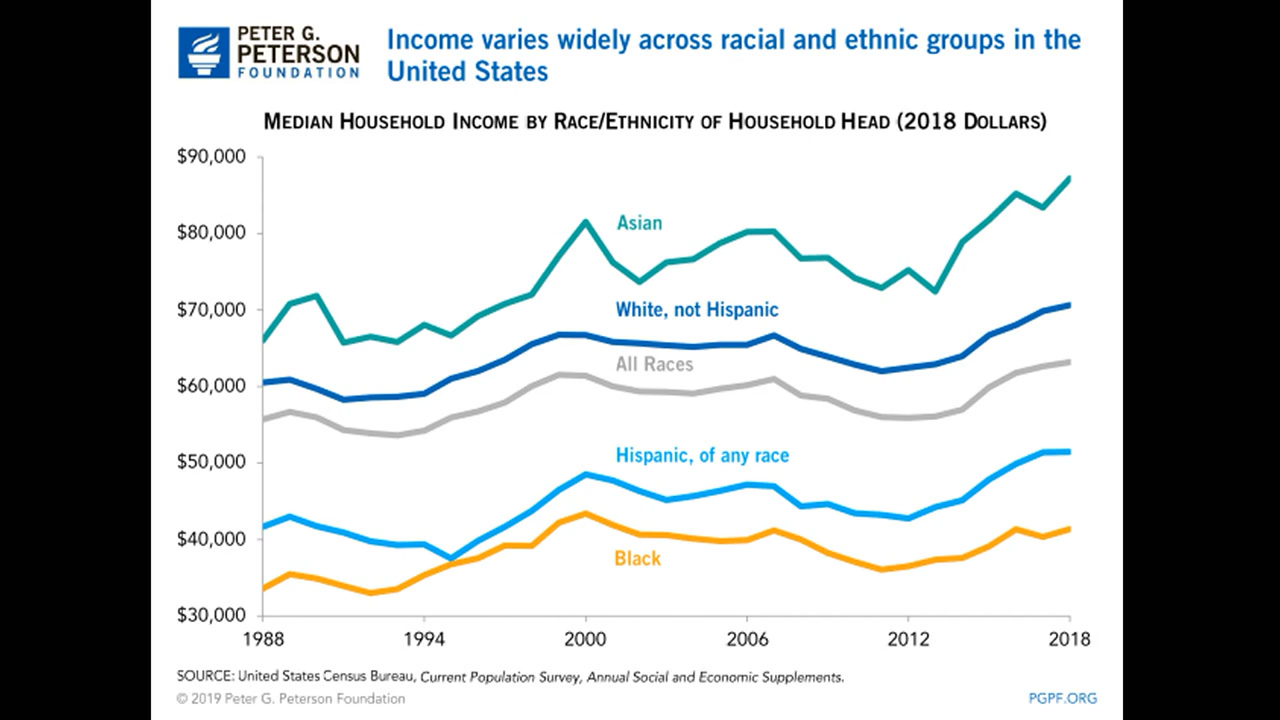 PETER G.
PETERSON
FOUNDATION
Income varies widely across racial and ethnic groups in the
United States
MEDIAN HOUSEHOLD INCOME BY RACE/ETHNICITY OF HOUSEHOLD HEAD (2018 DOLLARS)
$90,000
$80,000
$70,000
$60,000
$50,000
$40,000
$30,000
Asian
White, not Hispanic
All Races
Hispanic, of any race
Black
1988 1994 2000 2006 2012 2018
SOURCE: United States Census Bureau, Current Population Survey, Annual Social and Economic Supplements.
© 2019 Peter G. Peterson Foundation PGPF.ORG